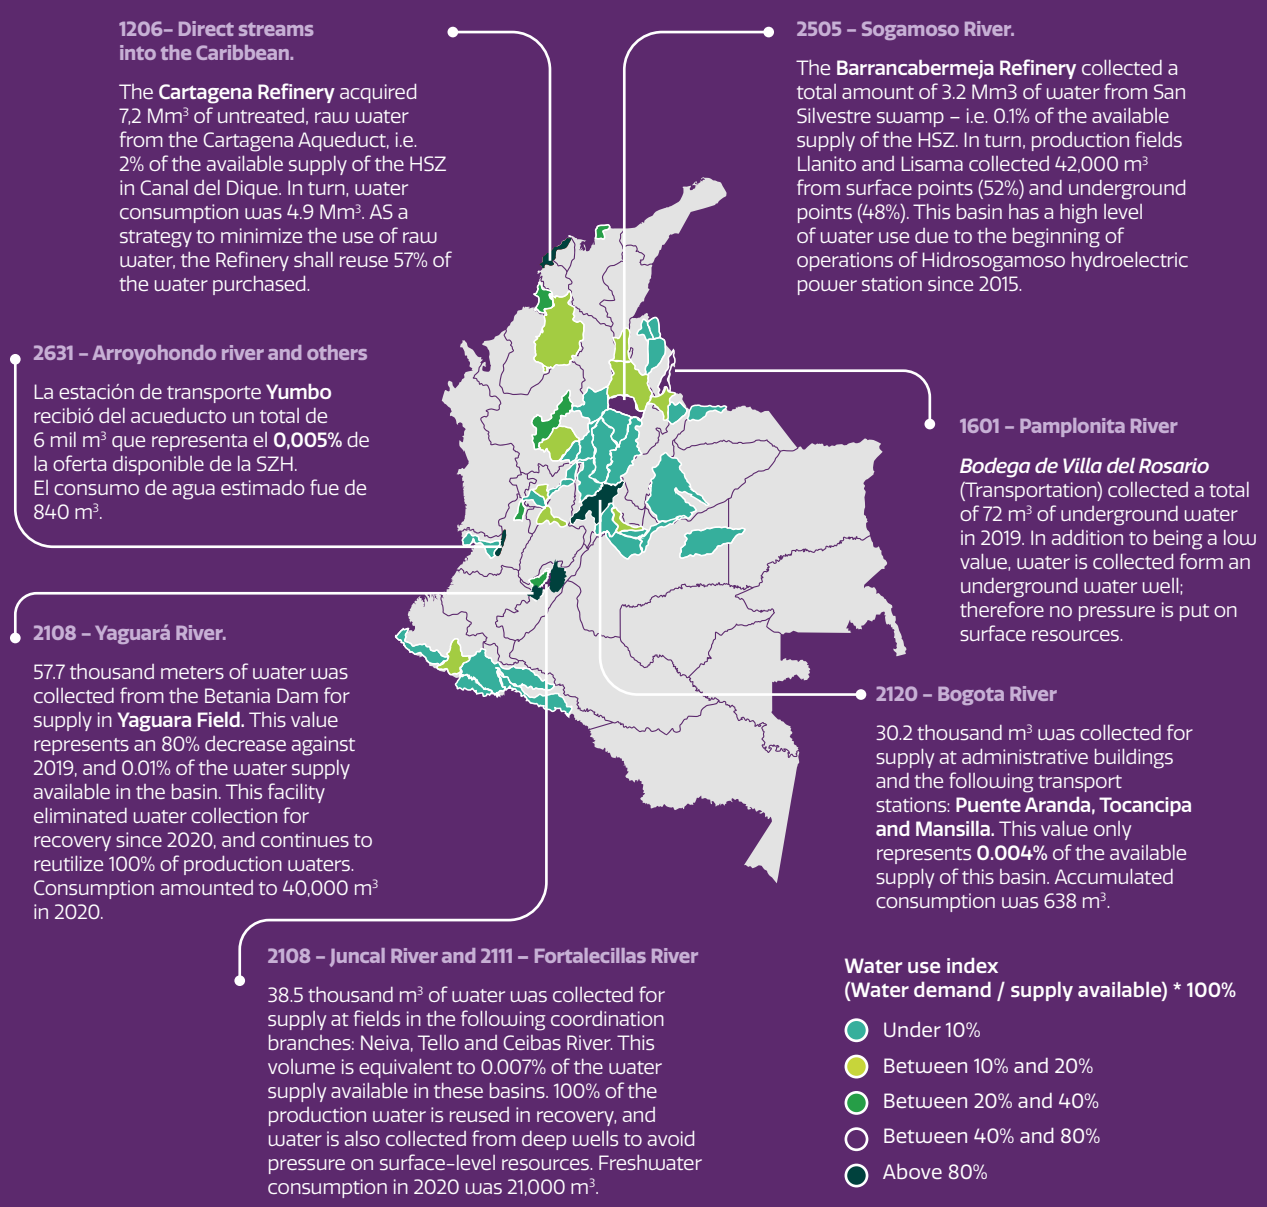 1206– Direct streams
into the Caribbean.
The Cartagena Refinery acquired
7,2 Mm³ of untreated, raw water
from the Cartagena Aqueduct, i.e.
2% of the available supply of the HSZ
in Canal del Dique. In turn, water
consumption was 4.9 Mm³. AS a
strategy to minimize the use of raw
water, the Refinery shall reuse 57% of
the water purchased.
2505 – Sogamoso River.
The Barrancabermeja Refinery collected a
total amount of 3.2 Mm3 of water from San
Silvestre swamp – i.e. 0.1% of the available
supply of the HSZ. In turn, production fields
Llanito and Lisama collected 42,000 m³
from surface points (52%) and underground
points (48%). This basin has a high level
of water use due to the beginning of
operations of Hidrosogamoso hydroelectric
power station since 2015.
2631 – Arroyohondo river and others
La estación de transporte Yumbo
recibió del acueducto un total de
6 mil m³ que representa el 0,005% de
la oferta disponible de la SZH.
El consumo de agua estimado fue de
840 m³.
1601 – Pamplonita River
Bodega de Villa del Rosario
(Transportation) collected a total
of 72 m³ of underground water
in 2019. In addition to being a low
value, water is collected form an
underground water well;
therefore no pressure is put on
surface resources.
2108 – Yaguará River.
57.7 thousand meters of water was
collected from the Betania Dam for
supply in Yaguara Field. This value
represents an 80% decrease against
2019, and 0.01% of the water supply
available in the basin. This facility
eliminated water collection for
recovery since 2020, and continues to
reutilize 100% of production waters.
Consumption amounted to 40,000 m³
in 2020.
2120 – Bogota River
30.2 thousand m³ was collected for
supply at administrative buildings
and the following transport
stations: Puente Aranda, Tocancipa
and Mansilla. This value only
represents 0.004% of the available
supply of this basin. Accumulated
consumption was 638 m³.
2108 – Juncal River and 2111 – Fortalecillas River
38.5 thousand m³ of water was collected for
supply at fields in the following coordination
branches: Neiva, Tello and Ceibas River. This
volume is equivalent to 0.007% of the water
supply available in these basins. 100% of the
production water is reused in recovery, and
water is also collected from deep wells to avoid
pressure on surface-level resources. Freshwater
consumption in 2020 was 21,000 m³.
Water use index
(Water demand / supply available) * 100%
Under 10%
Between 10% and 20%
Between 20% and 40%
Between 40% and 80%
Above 80%